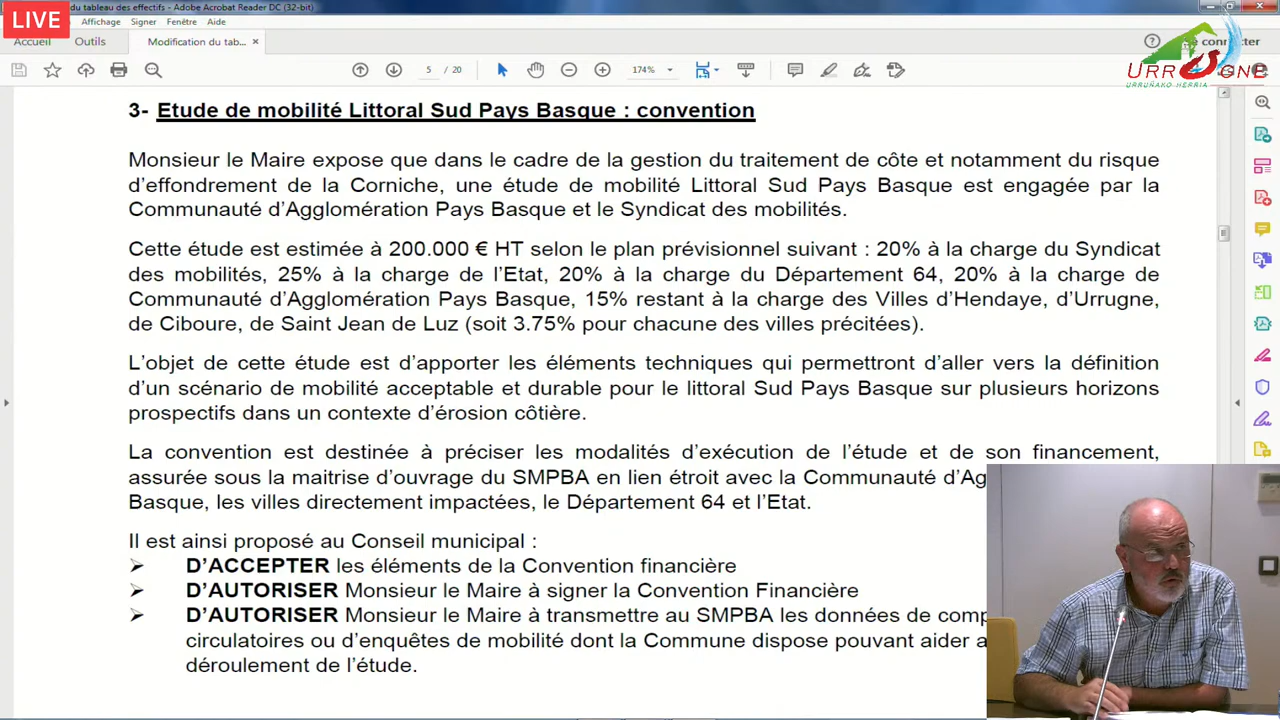 du tableau des effectifs - Adobe Acrobat Reader DC (32-bit)
LIVE
Affichage Signer Fenêtre Aide
Accueil Outils Modification du tab... ×
5 / 20 174%
URRUGNE
URRUÑAKO HERRIA
3- Etude de mobilité Littoral Sud Pays Basque : convention
Monsieur le Maire expose que dans le cadre de la gestion du traitement de côte et notamment du risque
d’effondrement de la Corniche, une étude de mobilité Littoral Sud Pays Basque est engagée par la
Communauté d’Agglomération Pays Basque et le Syndicat des mobilités.
Cette étude est estimée à 200.000 € HT selon le plan prévisionnel suivant : 20% à la charge du Syndicat
des mobilités, 25% à la charge de l’Etat, 20% à la charge du Département 64, 20% à la charge de
Communauté d’Agglomération Pays Basque, 15% restant à la charge des Villes d’Hendaye, d’Urrugne,
de Ciboure, de Saint Jean de Luz (soit 3.75% pour chacune des villes précitées).
L’objet de cette étude est d’apporter les éléments techniques qui permettront d’aller vers la définition
d’un scénario de mobilité acceptable et durable pour le littoral Sud Pays Basque sur plusieurs horizons
prospectifs dans un contexte d’érosion côtière.
La convention est destinée à préciser les modalités d’exécution de l’étude et de son financement,
assurée sous la maitrise d’ouvrage du SMPBA en lien étroit avec la Communauté d’Ag
Basque, les villes directement impactées, le Département 64 et l’Etat.
Il est ainsi proposé au Conseil municipal :
➢ D’ACCEPTER les éléments de la Convention financière
➢ D’AUTORISER Monsieur le Maire à signer la Convention Financière
➢ D’AUTORISER Monsieur le Maire à transmettre au SMPBA les données de comp
circulatoires ou d’enquêtes de mobilité dont la Commune dispose pouvant aider a
déroulement de l’étude.